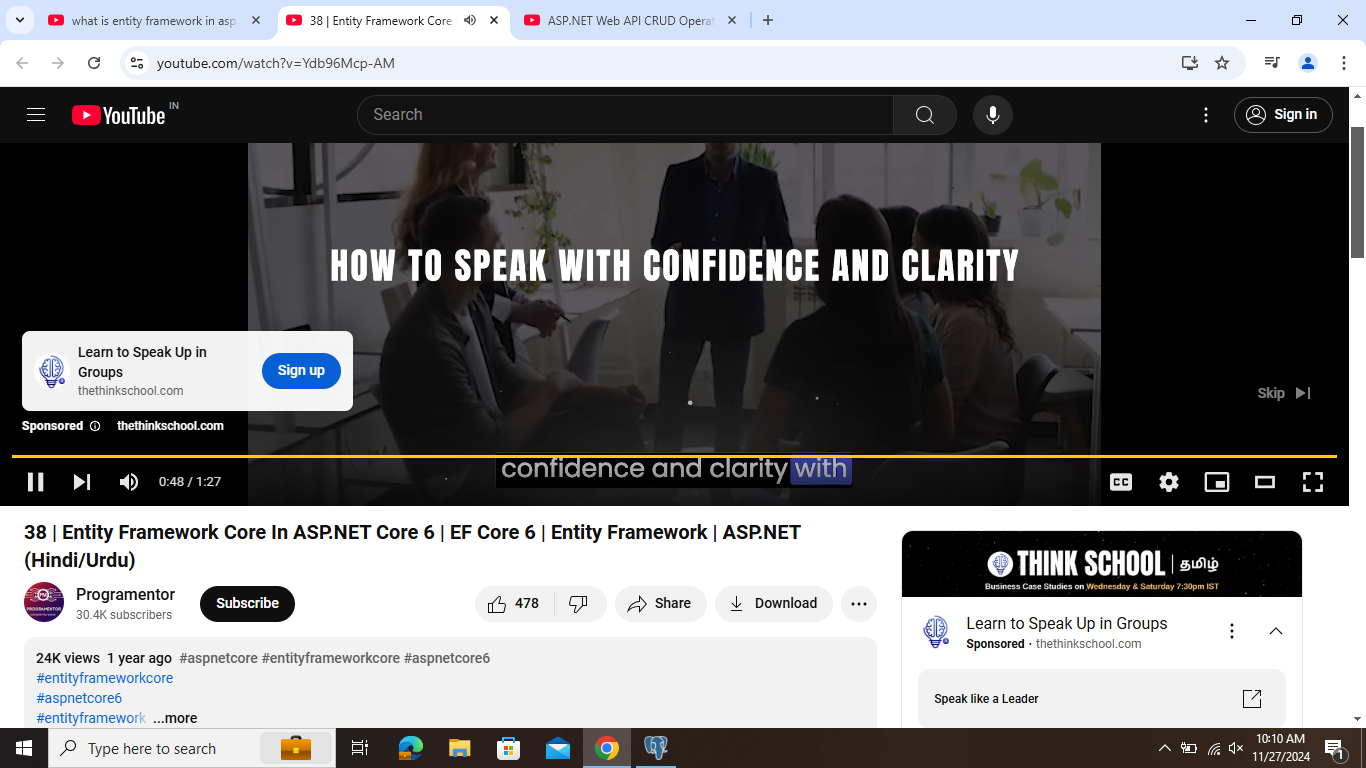 what is entity framework in asp
38 | Entity Framework Core
ASP.NET Web API CRUD Operat
youtube.com/watch?v=Ydb96Mcp-AM
YouTube IN
Search
Sign in
HOW TO SPEAK WITH CONFIDENCE AND CLARITY
Learn to Speak Up in
Groups
thethinkschool.com
Sign up
Skip
Sponsored thethinkschool.com
confidence and clarity with
0:48 / 1:27
CC
38 | Entity Framework Core In ASP.NET Core 6 | EF Core 6 | Entity Framework | ASP.NET
(Hindi/Urdu)
Programentor
30.4K subscribers
Subscribe
478
Share
Download
24K views 1 year ago #aspnetcore #entityframeworkcore #aspnetcore6
#entityframeworkcore
#aspnetcore6
#entityframework ...more
THINK SCHOOL | தமிழ்
Business Case Studies on Wednesday & Saturday 7:30pm IST
Learn to Speak Up in Groups
Sponsored · thethinkschool.com
Speak like a Leader
Type here to search
10:10 AM
11/27/2024
1